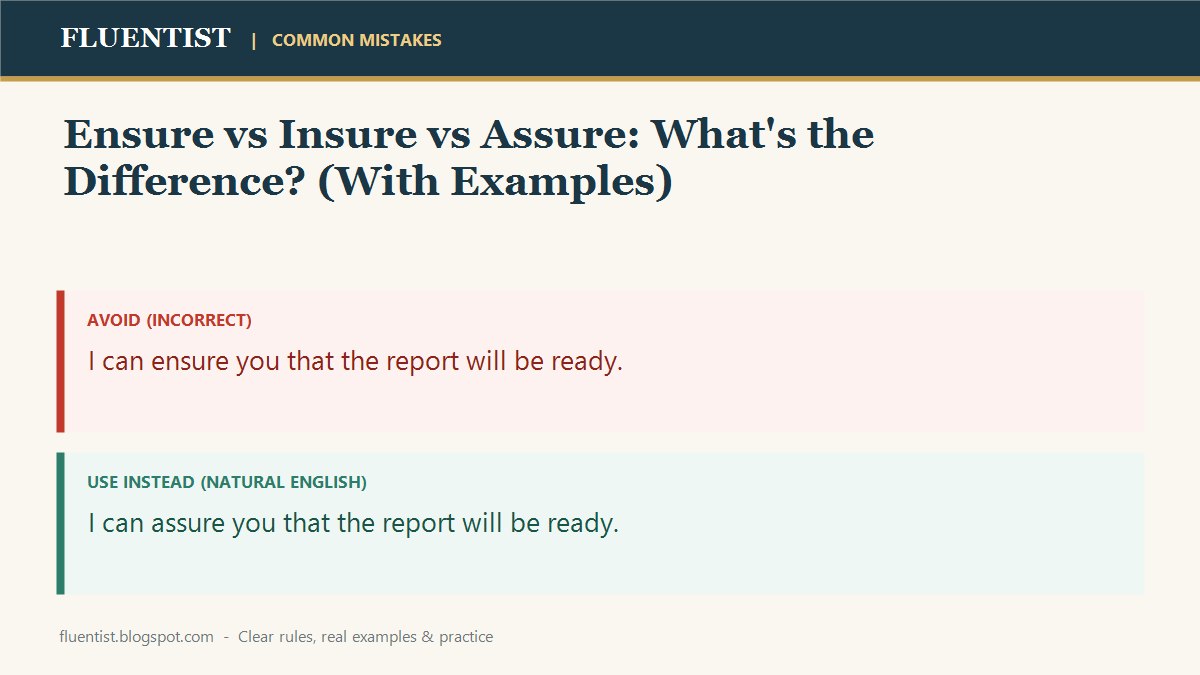 FLUENTIST | COMMON MISTAKES
Ensure vs Insure vs Assure: What's the
Difference? (With Examples)
AVOID (INCORRECT)
I can ensure you that the report will be ready.
USE INSTEAD (NATURAL ENGLISH)
I can assure you that the report will be ready.
fluentist.blogspot.com - Clear rules, real examples & practice